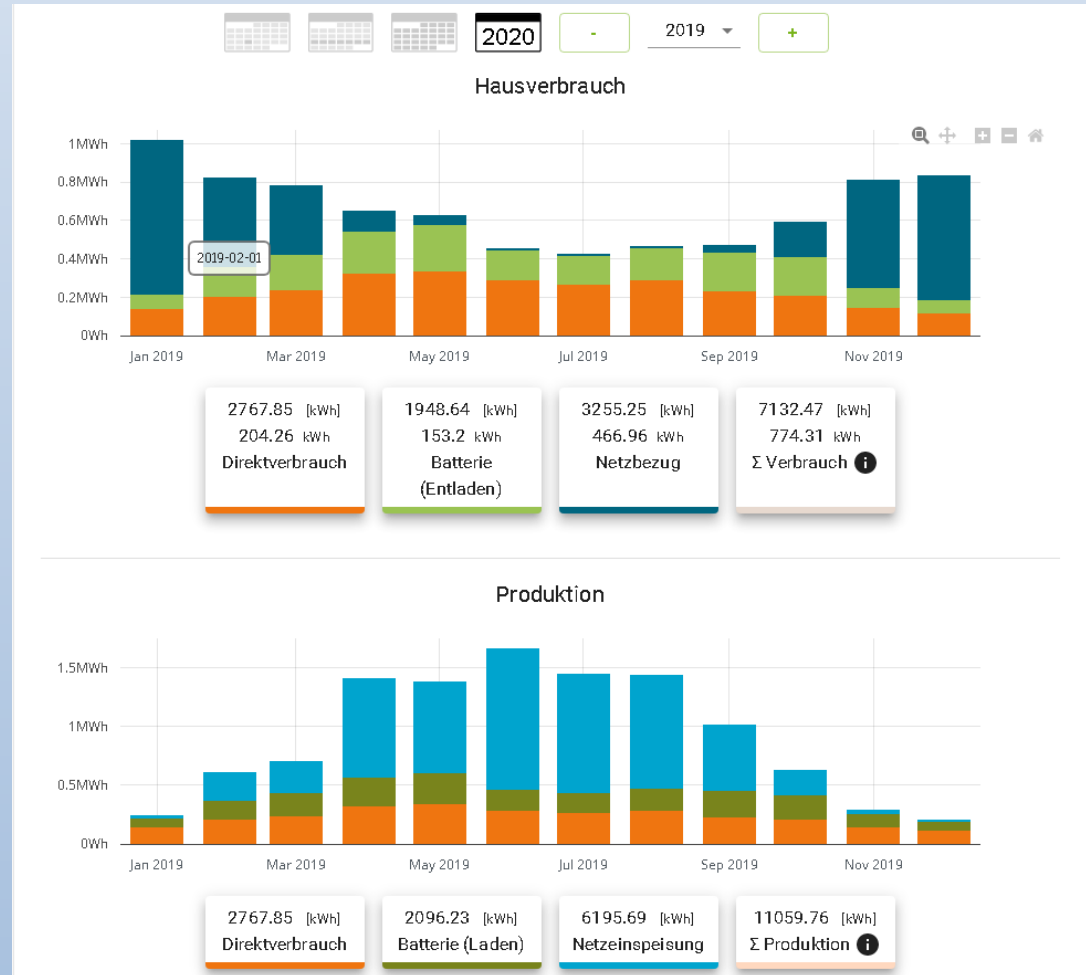 2020 - 2019 +
Hausverbrauch
1MWh
0.8MWh
0.6MWh
0.4MWh
0.2MWh
0Wh
2019-02-01
Jan 2019 Mar 2019 May 2019 Jul 2019 Sep 2019 Nov 2019
2767.85 [kWh]
204.26 kWh
Direktverbrauch
1948.64 [kWh]
153.2 kWh
Batterie
(Entladen)
3255.25 [kWh]
466.96 kWh
Netzbezug
7132.47 [kWh]
774.31 kWh
Σ Verbrauch i
Produktion
1.5MWh
1MWh
0.5MWh
0Wh
Jan 2019 Mar 2019 May 2019 Jul 2019 Sep 2019 Nov 2019
2767.85 [kWh]
Direktverbrauch
2096.23 [kWh]
Batterie (Laden)
6195.69 [kWh]
Netzeinspeisung
11059.76 [kWh]
Σ Produktion i